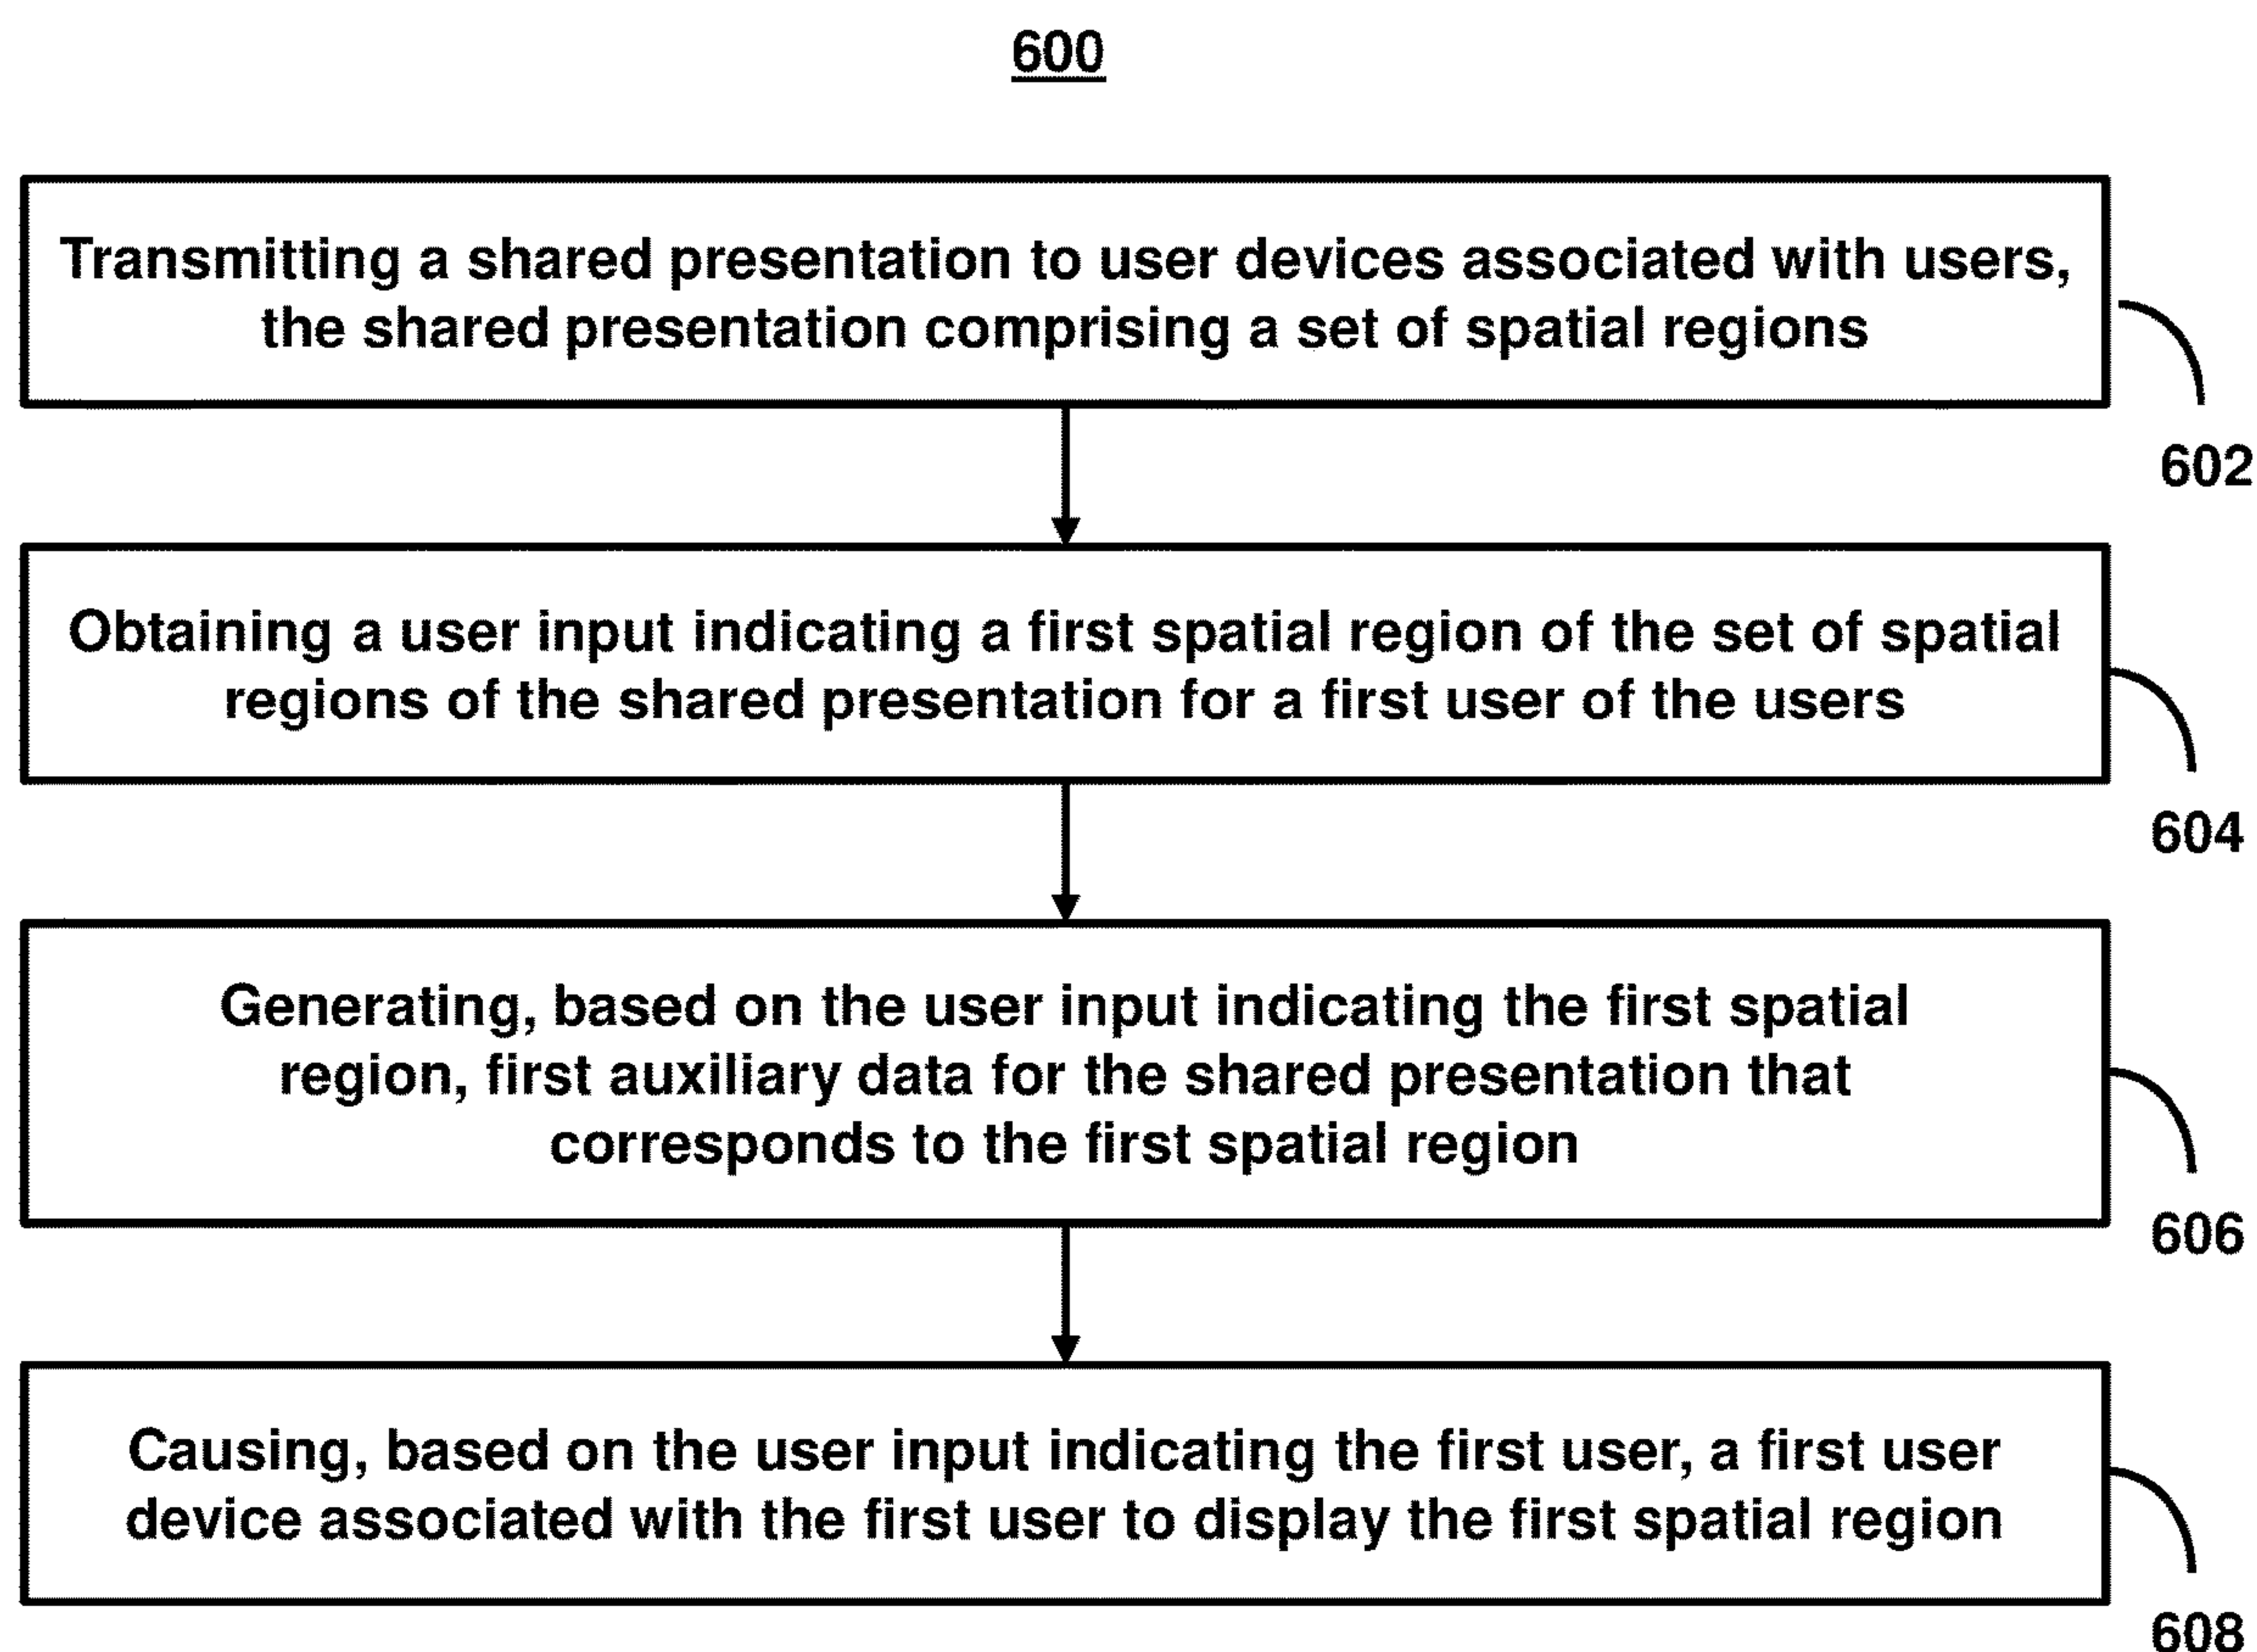 600
Transmitting a shared presentation to user devices associated with users,
the shared presentation comprising a set of spatial regions
602
Obtaining a user input indicating a first spatial region of the set of spatial
regions of the shared presentation for a first user of the users
604
Generating, based on the user input indicating the first spatial
region, first auxiliary data for the shared presentation that
corresponds to the first spatial region
606
Causing, based on the user input indicating the first user, a first user
device associated with the first user to display the first spatial region
608